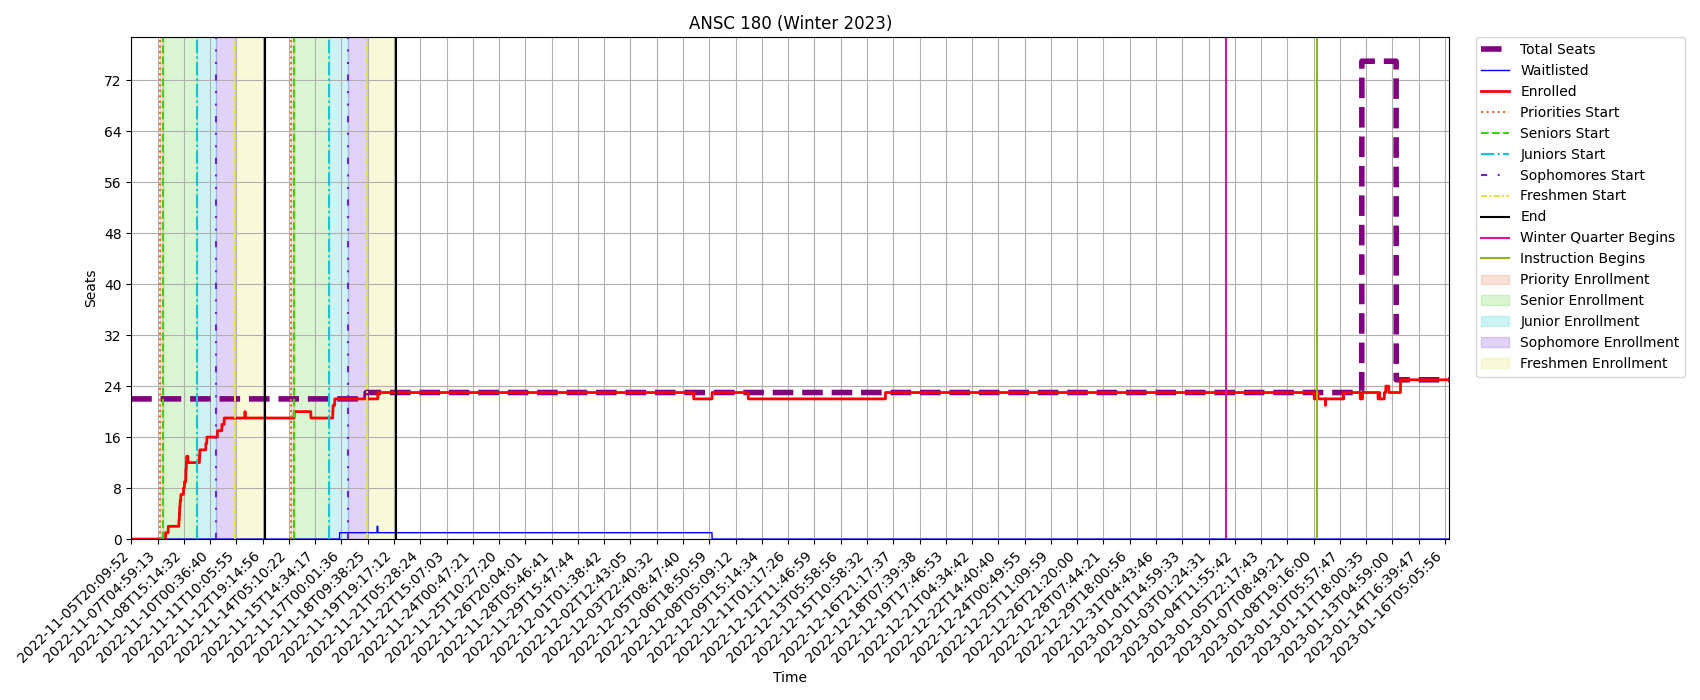 ANSC 180 (Winter 2023)
Total Seats
Waitlisted
Enrolled
Priorities Start
Seniors Start
Juniors Start
Sophomores Start
Freshmen Start
End
Winter Quarter Begins
Instruction Begins
Priority Enrollment
Senior Enrollment
Junior Enrollment
Sophomore Enrollment
Freshmen Enrollment
Seats
72
64
56
48
40
32
24
16
8
0
2022-11-05T20:09:52
2022-11-07T04:59:13
2022-11-08T15:14:32
2022-11-10T00:36:40
2022-11-11T10:05:55
2022-11-12T19:14:56
2022-11-14T05:10:22
2022-11-15T14:34:17
2022-11-17T00:01:36
2022-11-18T09:38:25
2022-11-19T19:17:12
2022-11-21T05:28:24
2022-11-22T15:07:03
2022-11-24T00:47:21
2022-11-25T10:27:20
2022-11-26T20:04:01
2022-11-28T05:46:41
2022-11-29T15:47:44
2022-12-01T01:38:42
2022-12-02T12:43:05
2022-12-03T22:40:32
2022-12-05T08:47:40
2022-12-06T18:50:59
2022-12-08T05:09:12
2022-12-09T15:14:34
2022-12-11T01:17:26
2022-12-12T11:46:59
2022-12-13T05:58:56
2022-12-15T10:58:32
2022-12-16T21:17:37
2022-12-18T07:39:38
2022-12-19T17:46:53
2022-12-21T04:34:42
2022-12-22T14:40:40
2022-12-24T00:49:55
2022-12-25T11:09:59
2022-12-26T21:20:00
2022-12-28T07:44:21
2022-12-29T18:00:56
2022-12-31T04:43:46
2023-01-01T14:59:33
2023-01-03T01:24:31
2023-01-04T11:55:42
2023-01-05T22:17:43
2023-01-07T08:49:21
2023-01-08T19:16:00
2023-01-10T05:57:47
2023-01-11T18:00:35
2023-01-13T04:59:00
2023-01-14T16:39:47
2023-01-16T05:05:56
Time